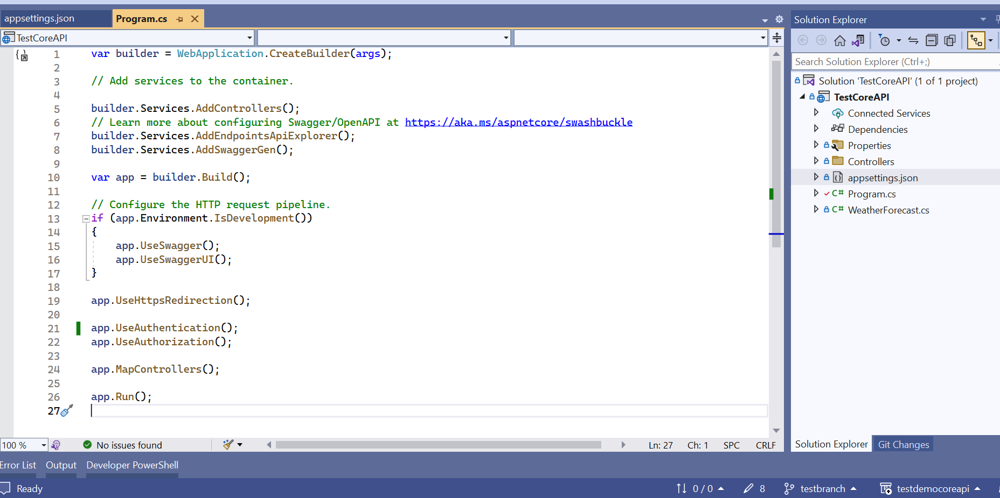 appsettings.json
Program.cs
TestCoreAPI
1 var builder = WebApplication.CreateBuilder(args);
2
3 // Add services to the container.
4
5 builder.Services.AddControllers();
6 // Learn more about configuring Swagger/OpenAPI at https://aka.ms/aspnetcore/swashbuckle
7 builder.Services.AddEndpointsApiExplorer();
8 builder.Services.AddSwaggerGen();
9
10 var app = builder.Build();
11
12 // Configure the HTTP request pipeline.
13 if (app.Environment.IsDevelopment())
14 {
15 app.UseSwagger();
16 app.UseSwaggerUI();
17 }
18
19 app.UseHttpsRedirection();
20
21 app.UseAuthentication();
22 app.UseAuthorization();
23
24 app.MapControllers();
25
26 app.Run();
27
100 %
No issues found
Ln: 27 Ch: 1 SPC CRLF
Solution Explorer
Search Solution Explorer (Ctrl+;)
Solution 'TestCoreAPI' (1 of 1 project)
TestCoreAPI
Connected Services
Dependencies
Properties
Controllers
appsettings.json
C# Program.cs
C# WeatherForecast.cs
Solution Explorer Git Changes
Error List Output Developer PowerShell
Ready
0 / 0 8 testbranch testdemocoreapi